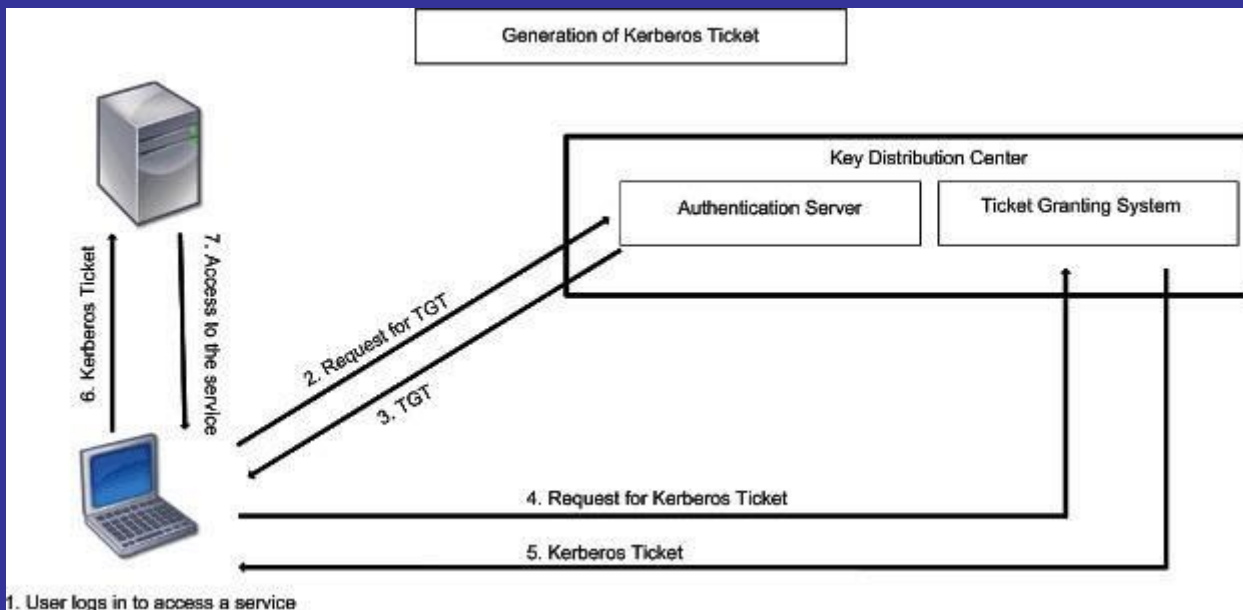 Generation of Kerberos Ticket
Key Distribution Center
Authentication Server
Ticket Granting System
6. Kerberos Ticket
7. Access to the service
2. Request for TGT
3. TGT
4. Request for Kerberos Ticket
5. Kerberos Ticket
1. User logs in to access a service